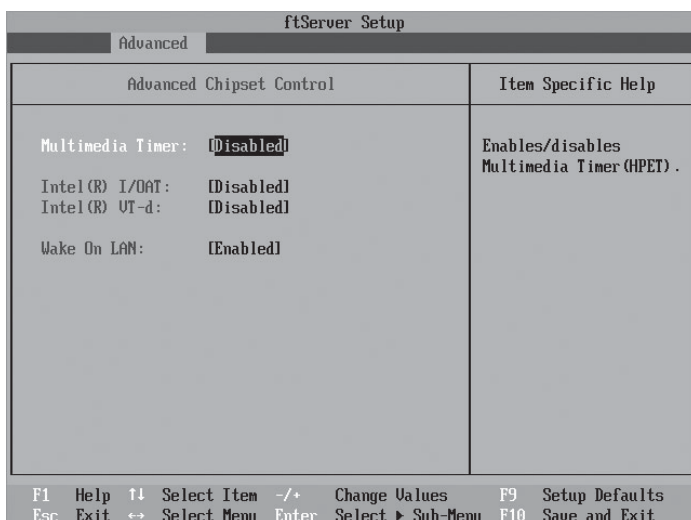 ftServer Setup
Advanced
Advanced Chipset Control
Item Specific Help
Multimedia Timer: [Disabled]
Intel(R) I/OAT: [Disabled]
Intel(R) VT-d: [Disabled]
Wake On LAN: [Enabled]
Enables/disables
Multimedia Timer(HPET).
F1 Help ↑↓ Select Item -/+ Change Values F9 Setup Defaults
Esc Exit ↔ Select Menu Enter Select ▶ Sub-Menu F10 Save and Exit